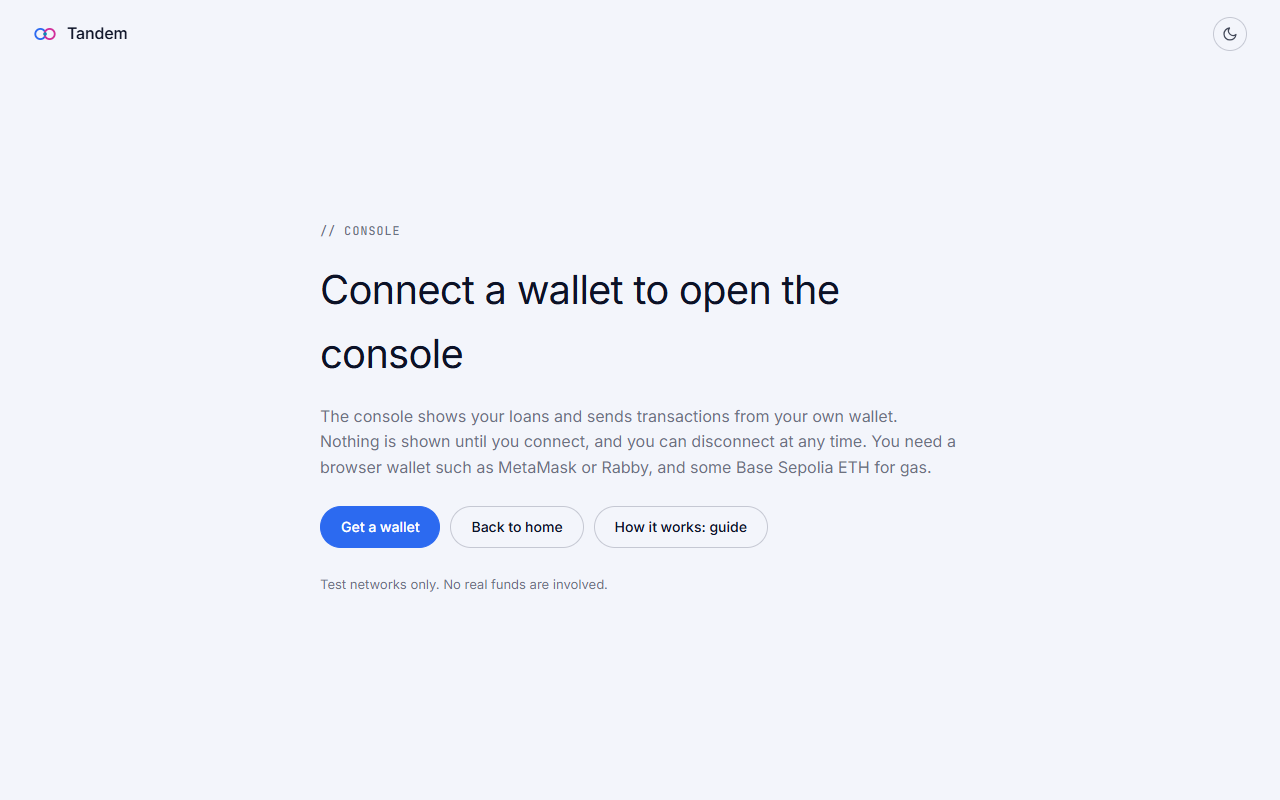 Tandem
// CONSOLE
Connect a wallet to open the
console
The console shows your loans and sends transactions from your own wallet.
Nothing is shown until you connect, and you can disconnect at any time. You need a
browser wallet such as MetaMask or Rabby, and some Base Sepolia ETH for gas.
Get a wallet
Back to home
How it works: guide
Test networks only. No real funds are involved.